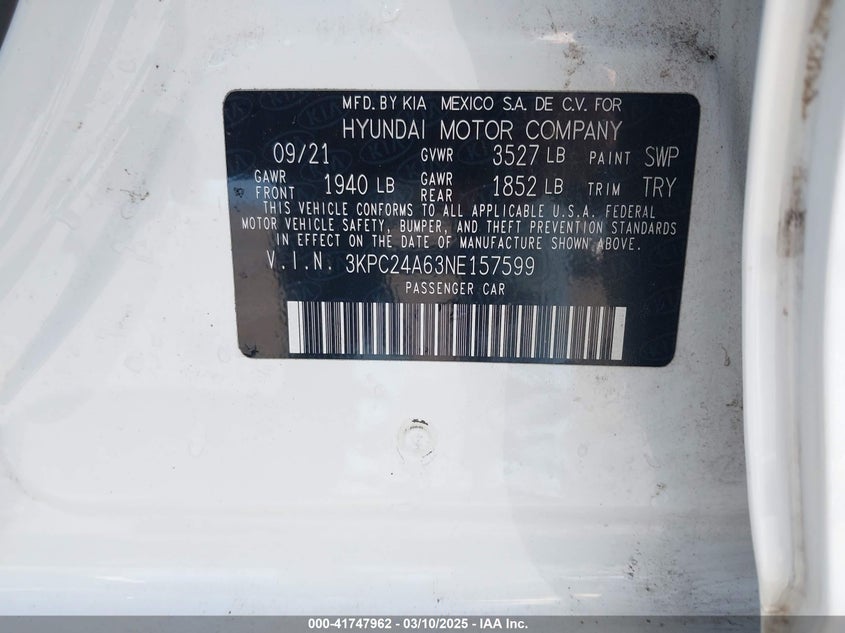 MFD. BY KIA MEXICO S.A. DE C.V. FOR
HYUNDAI MOTOR COMPANY
09/21 GVWR 3527 LB PAINT SWP
GAWR FRONT 1940 LB GAWR REAR 1852 LB TRIM TRY
THIS VEHICLE CONFORMS TO ALL APPLICABLE U.S.A. FEDERAL
MOTOR VEHICLE SAFETY, BUMPER, AND THEFT PREVENTION STANDARDS
IN EFFECT ON THE DATE OF MANUFACTURE SHOWN ABOVE.
V.I.N. 3KPC24A63NE157599
PASSENGER CAR
000-41747962 - 03/10/2025 - IAA Inc.